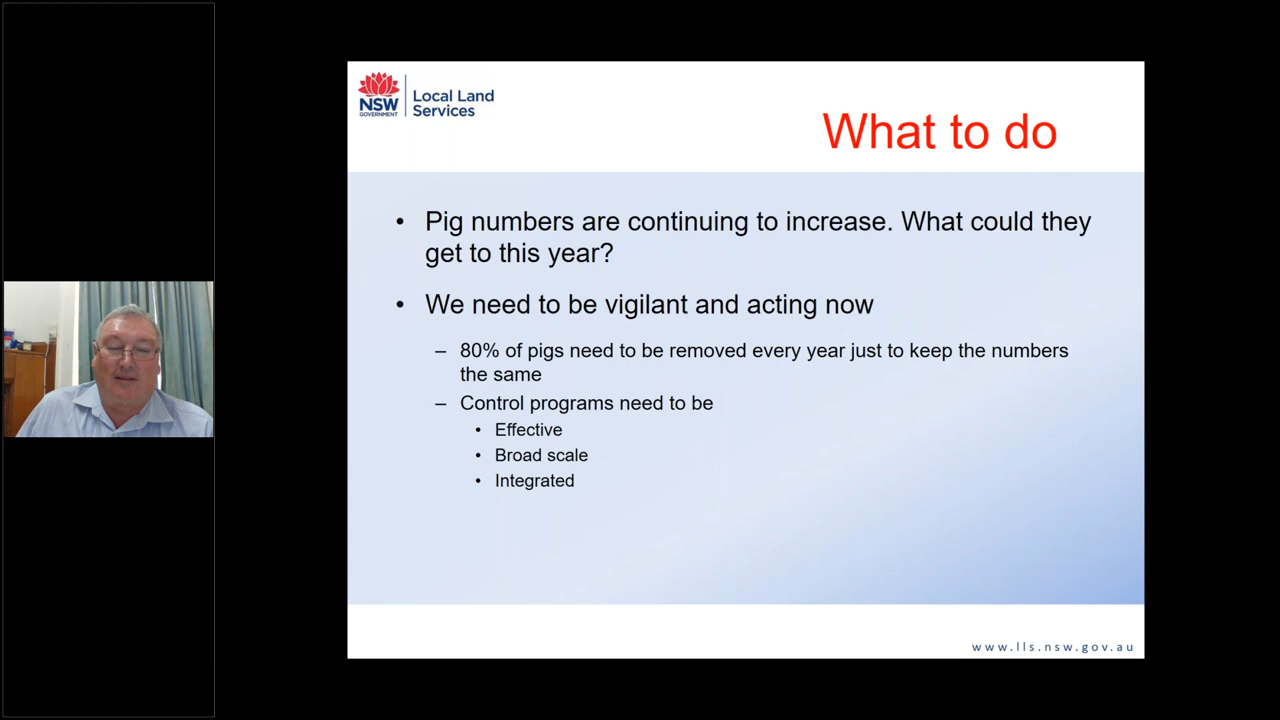 NSW
GOVERNMENT
Local Land
Services
What to do
• Pig numbers are continuing to increase. What could they
get to this year?
• We need to be vigilant and acting now
– 80% of pigs need to be removed every year just to keep the numbers
the same
– Control programs need to be
• Effective
• Broad scale
• Integrated
www.lls.nsw.gov.au